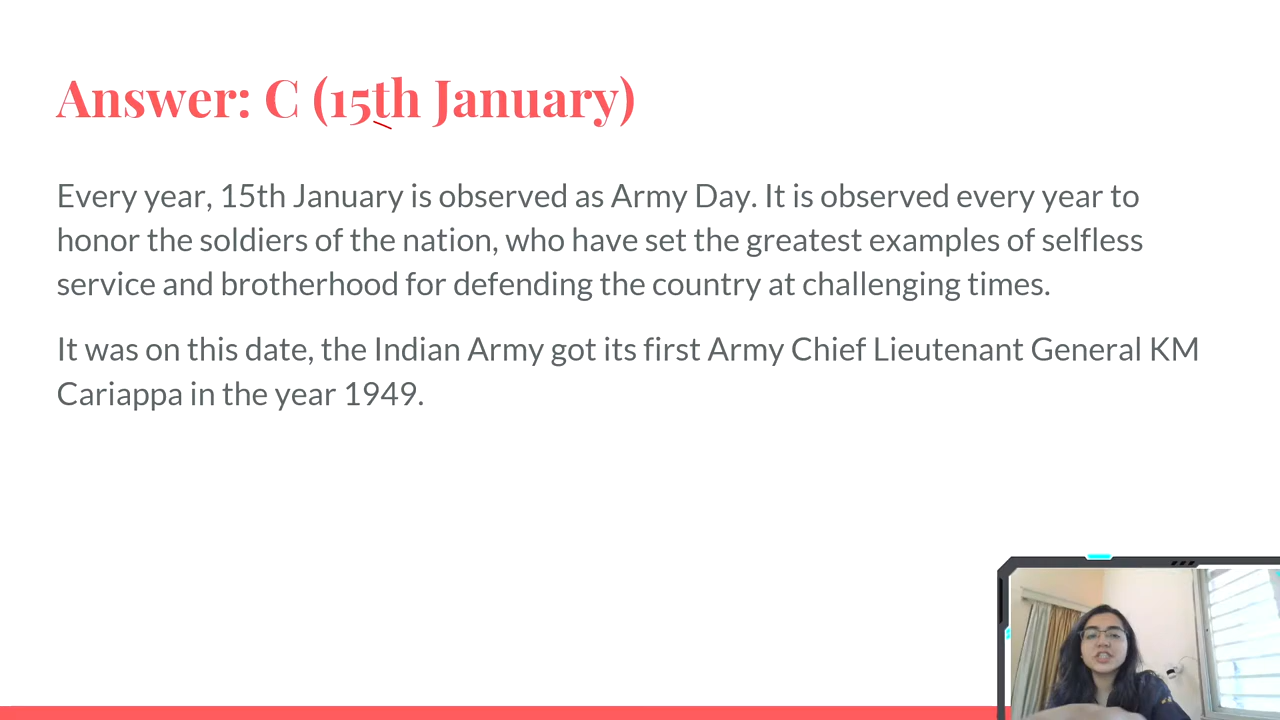 Answer: C (15th January)
Every year, 15th January is observed as Army Day. It is observed every year to
honor the soldiers of the nation, who have set the greatest examples of selfless
service and brotherhood for defending the country at challenging times.
It was on this date, the Indian Army got its first Army Chief Lieutenant General KM
Cariappa in the year 1949.